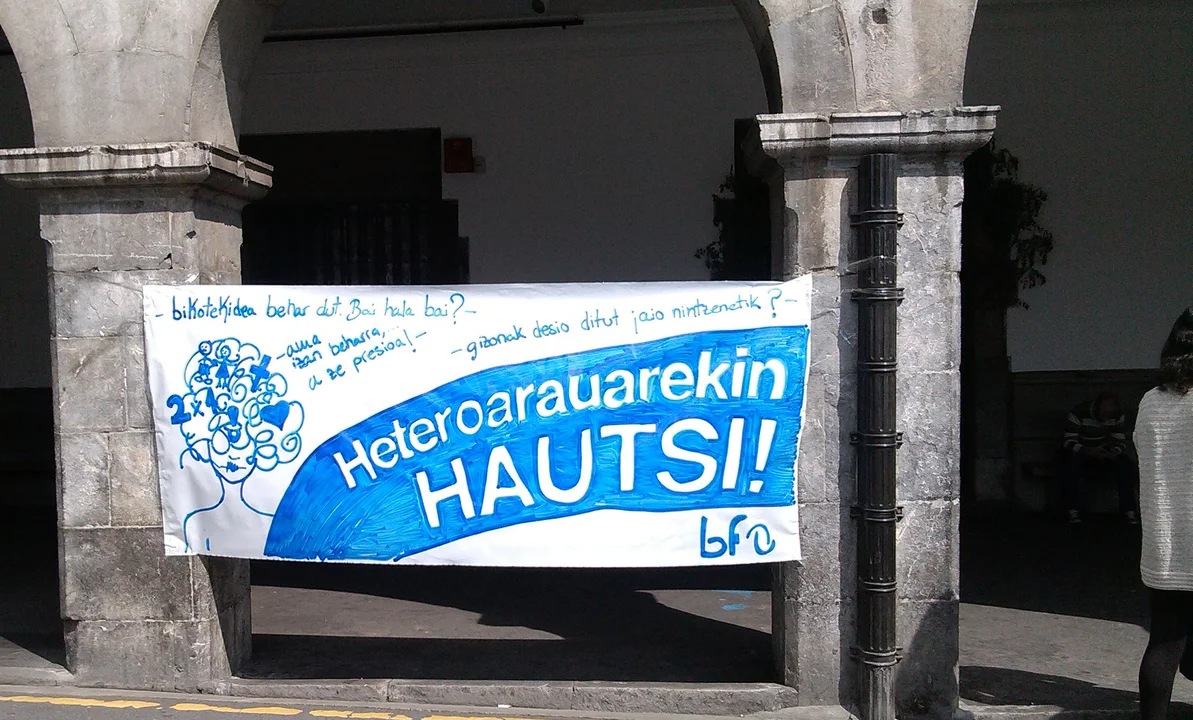 - bikotekidea behar dut. Bai hala bai? -
- ama
izan beharra,...
a ze presioa! -
- gizonak desio ditut jaio nintzenetik? -
2x1
Heteroarauarekin
HAUTSI!
bf